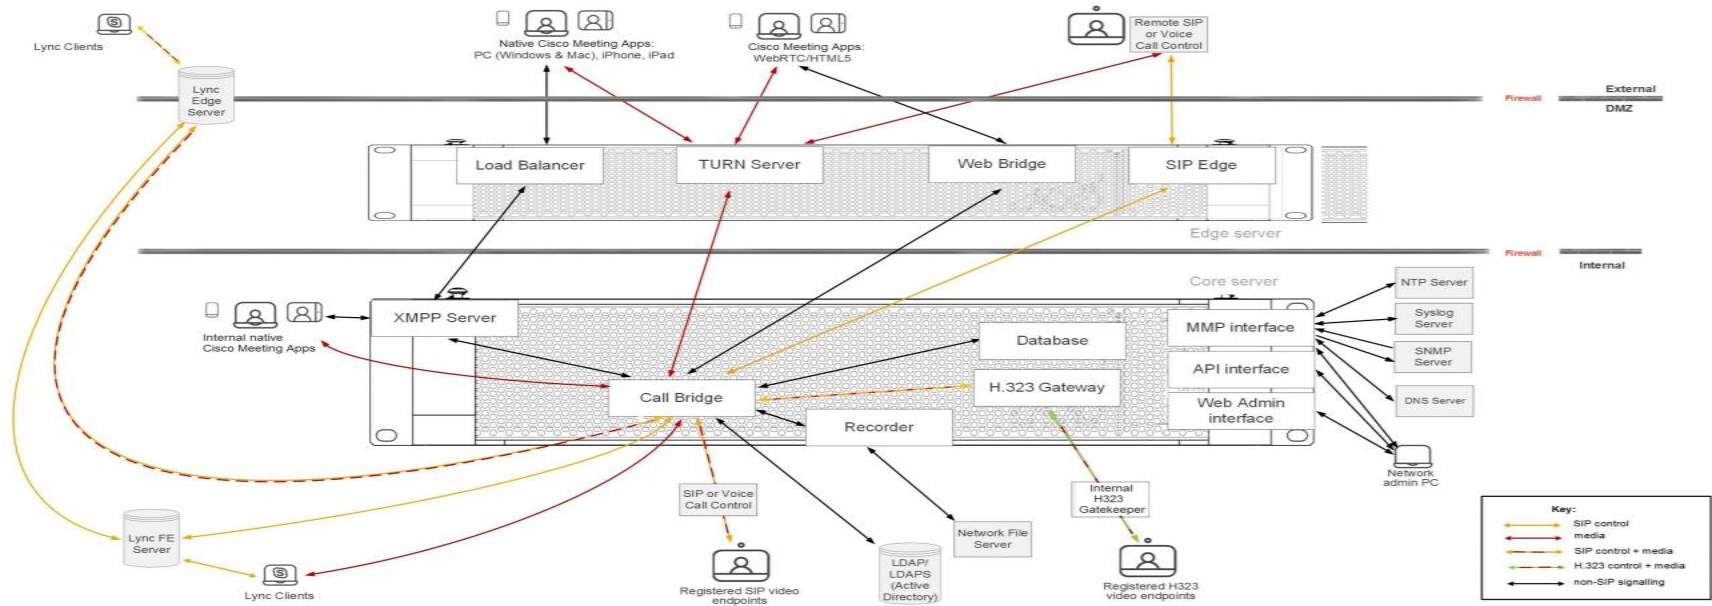 Lync Clients
Native Cisco Meeting Apps:
PC (Windows & Mac), iPhone, iPad
Cisco Meeting Apps:
WebRTC/HTML5
Remote SIP
or Voice
Call Control
Lync
Edge
Server
Firewall
External
DMZ
Load Balancer
TURN Server
Web Bridge
SIP Edge
Edge server
Firewall
Internal
Core server
NTP Server
Syslog
Server
SNMP
Server
DNS Server
Internal native
Cisco Meeting Apps
XMPP Server
Call Bridge
Database
H.323 Gateway
Recorder
MMP interface
API interface
Web Admin
interface
Network
admin PC
SIP or Voice
Call Control
Internal
H323
Gatekeeper
Network File
Server
Lync FE
Server
Lync Clients
Registered SIP video
endpoints
LDAP/
LDAPS
(Active
Directory)
Registered H323
video endpoints
Key:
SIP control
media
SIP control + media
H.323 control + media
non-SIP signalling